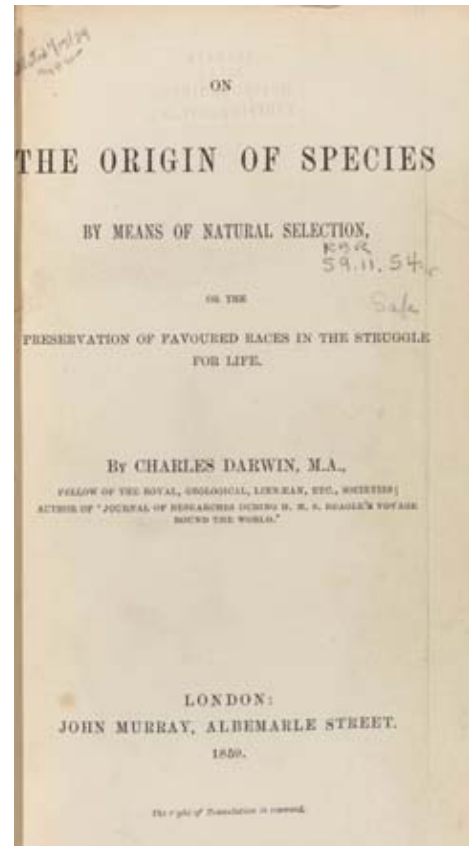 ON
THE ORIGIN OF SPECIES
BY MEANS OF NATURAL SELECTION,
59.11.54
OR THE
Safe
PRESERVATION OF FAVOURED RACES IN THE STRUGGLE
FOR LIFE.
BY CHARLES DARWIN, M.A.,
FELLOW OF THE ROYAL, GEOLOGICAL, LINNÆAN, ETC., SOCIETIES;
AUTHOR OF "JOURNAL OF RESEARCHES DURING H. M. S. BEAGLE'S VOYAGE
ROUND THE WORLD."
LONDON:
JOHN MURRAY, ALBEMARLE STREET.
1859.
The right of Translation is reserved.